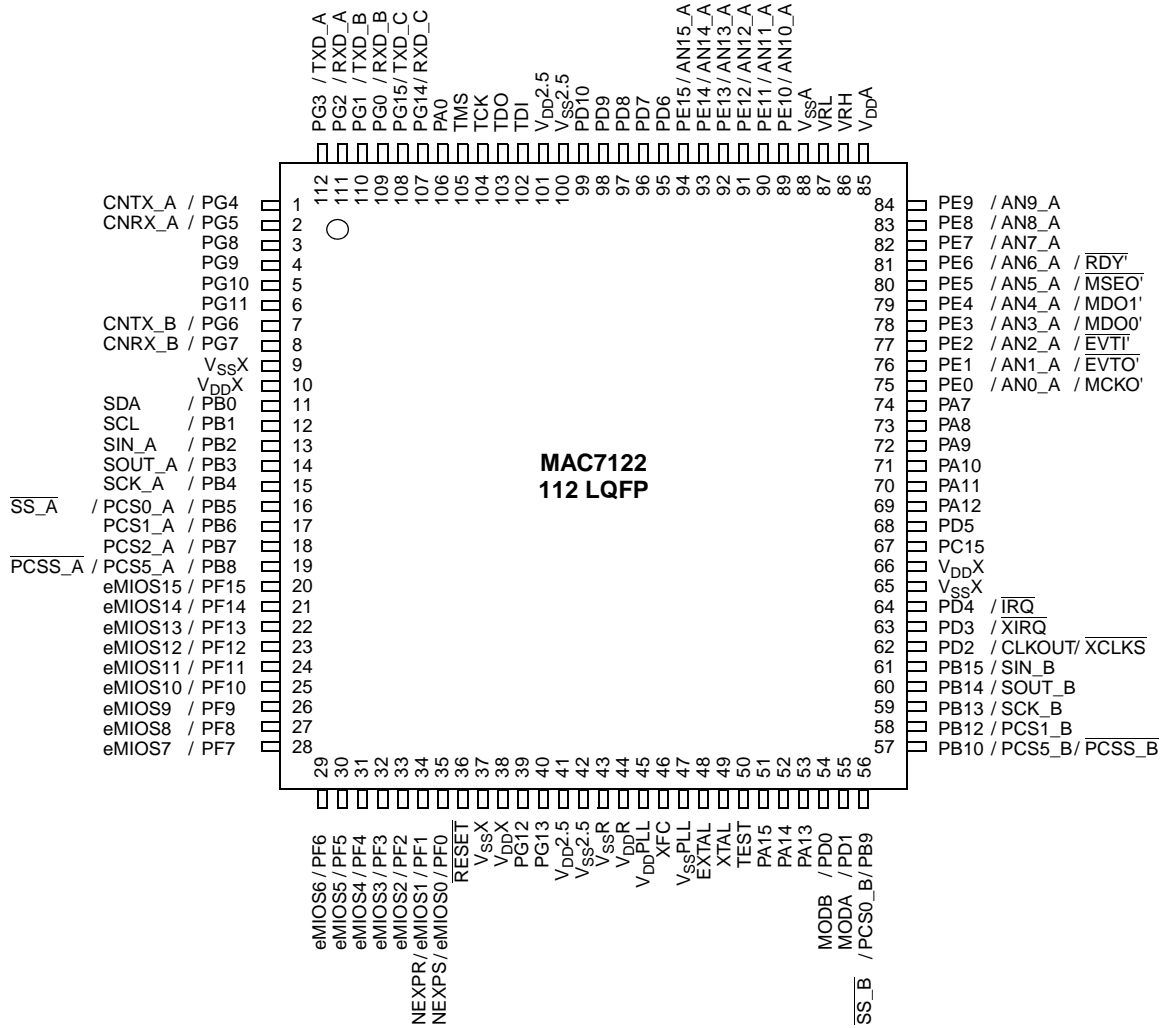 PG3 / TXD_A
PG2 / RXD_A
PG1 / TXD_B
PG0 / RXD_B
PG15/ TXD_C
PG14/ RXD_C
PA0
TMS
TCK
TDO
TDI
VDD2.5
VSS2.5
PD10
PD9
PD8
PD7
PD6
PE15/ AN15_A
PE14/ AN14_A
PE13/ AN13_A
PE12/ AN12_A
PE11/ AN11_A
PE10/ AN10_A
VSSA
VRL
VRH
VDDA
112
111
110
109
108
107
106
105
104
103
102
101
100
99
98
97
96
95
94
93
92
91
90
89
88
87
86
85
CNTX_A / PG4 1
CNRX_A / PG5 2
PG8 3
PG9 4
PG10 5
PG11 6
CNTX_B / PG6 7
CNRX_B / PG7 8
VSSX 9
VDDX 10
SDA / PB0 11
SCL / PB1 12
SIN_A / PB2 13
SOUT_A / PB3 14
SCK_A / PB4 15
SS_A / PCS0_A / PB5 16
PCS1_A / PB6 17
PCS2_A / PB7 18
PCSS_A / PCS5_A / PB8 19
eMIOS15 / PF15 20
eMIOS14 / PF14 21
eMIOS13 / PF13 22
eMIOS12 / PF12 23
eMIOS11 / PF11 24
eMIOS10 / PF10 25
eMIOS9 / PF9 26
eMIOS8 / PF8 27
eMIOS7 / PF7 28
MAC7122
112 LQFP
84 PE9 / AN9_A
83 PE8 / AN8_A
82 PE7 / AN7_A
81 PE6 / AN6_A / RDY'
80 PE5 / AN5_A / MSEO'
79 PE4 / AN4_A / MDO1'
78 PE3 / AN3_A / MDO0'
77 PE2 / AN2_A / EVTI'
76 PE1 / AN1_A / EVTO'
75 PE0 / AN0_A / MCKO'
74 PA7
73 PA8
72 PA9
71 PA10
70 PA11
69 PA12
68 PD5
67 PC15
66 VDDX
65 VSSX
64 PD4 / IRQ
63 PD3 / XIRQ
62 PD2 / CLKOUT/ XCLKS
61 PB15 / SIN_B
60 PB14 / SOUT_B
59 PB13 / SCK_B
58 PB12 / PCS1_B
57 PB10 / PCS5_B/ PCSS_B
29
30
31
32
33
34
35
36
37
38
39
40
41
42
43
44
45
46
47
48
49
50
51
52
53
54
55
56
eMIOS6 / PF6
eMIOS5 / PF5
eMIOS4 / PF4
eMIOS3 / PF3
eMIOS2 / PF2
NEXPR/ eMIOS1 / PF1
NEXPS/ eMIOS0 / PF0
RESET
VSSX
VDDX
PG12
PG13
VDD2.5
VSS2.5
VSSR
VDDR
VDDPLL
XFC
VSSPLL
EXTAL
XTAL
TEST
PA15
PA14
PA13
MODB / PD0
MODA / PD1
SS_B / PCS0_B/ PB9